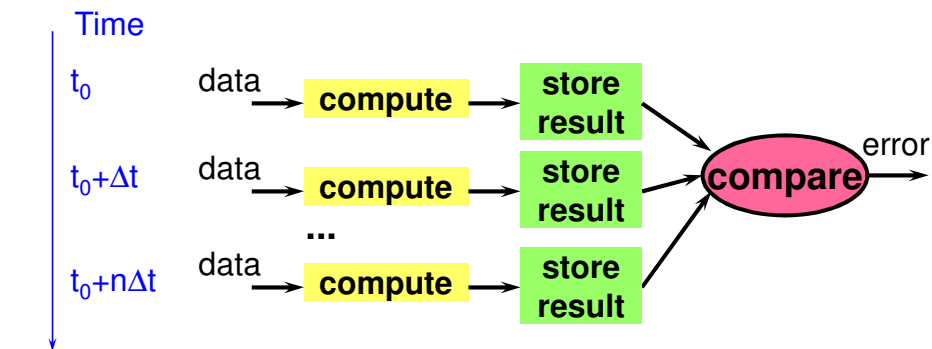 Time
t₀ data compute store result
error
t₀+Δt data compute store result compare
...
t₀+nΔt data compute store result